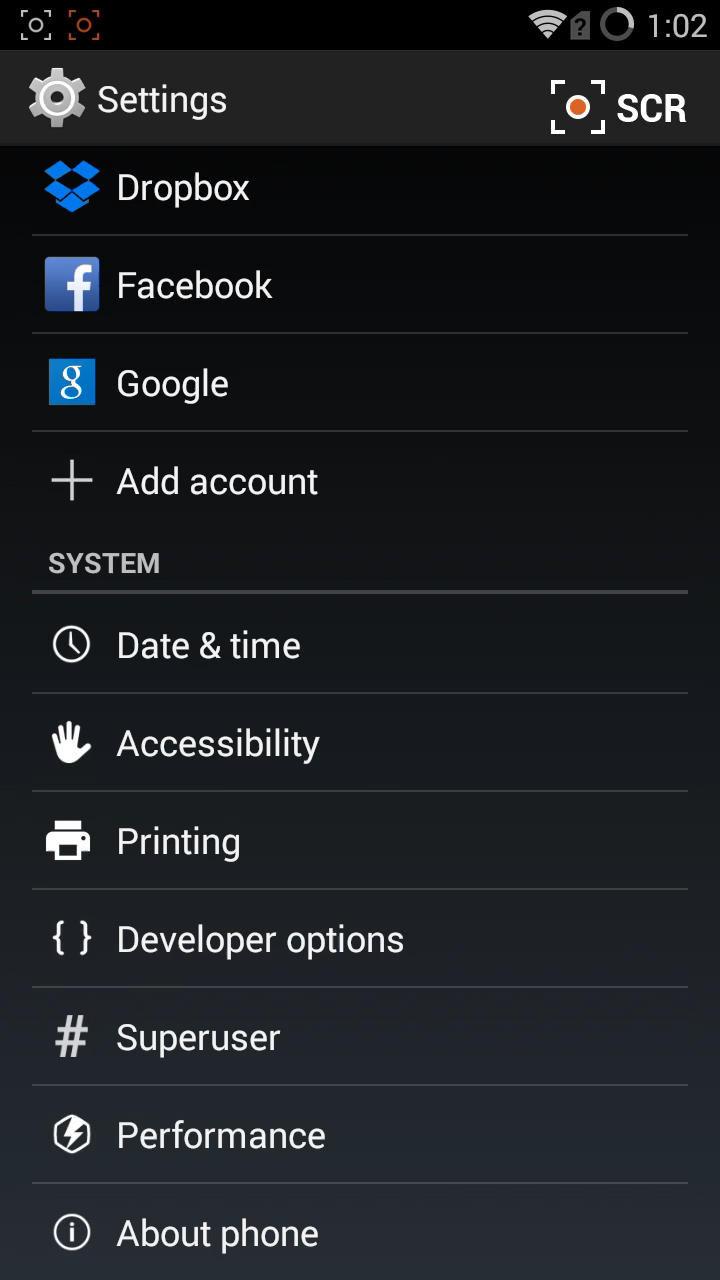 1:02
Settings
SCR
Dropbox
Facebook
Google
Add account
SYSTEM
Date & time
Accessibility
Printing
{ } Developer options
# Superuser
Performance
About phone